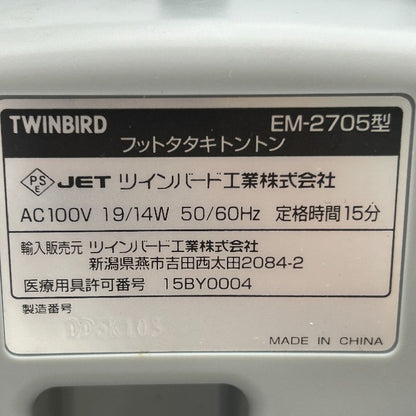 TWINBIRD EM-2705型
フットタタキトントン
PSE JET ツインバード工業株式会社
AC100V 19/14W 50/60Hz 定格時間15分
輸入販売元 ツインバード工業株式会社
新潟県燕市吉田西太田2084-2
医療用具許可番号 15BY0004
製造番号
MADE IN CHINA